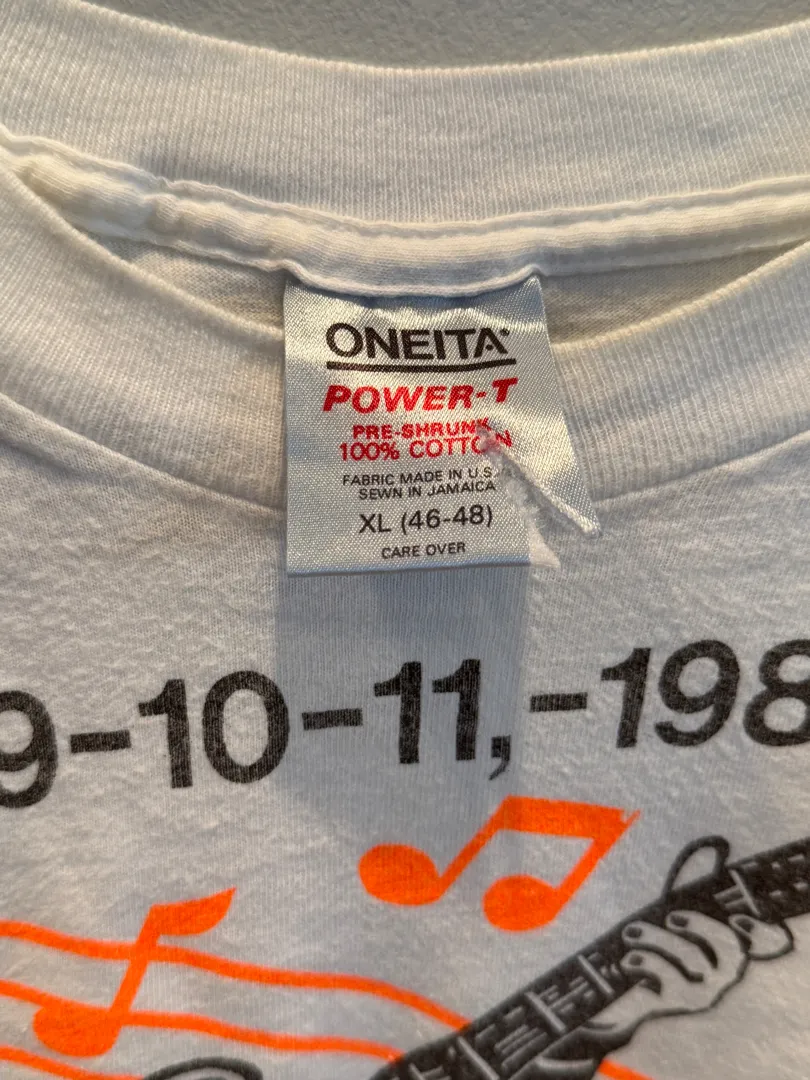 ONEITA®
POWER-T
PRE-SHRUNK
100% COTTON
FABRIC MADE IN U.S.A
SEWN IN JAMAICA
XL (46-48)
CARE OVER
9-10-11,-198